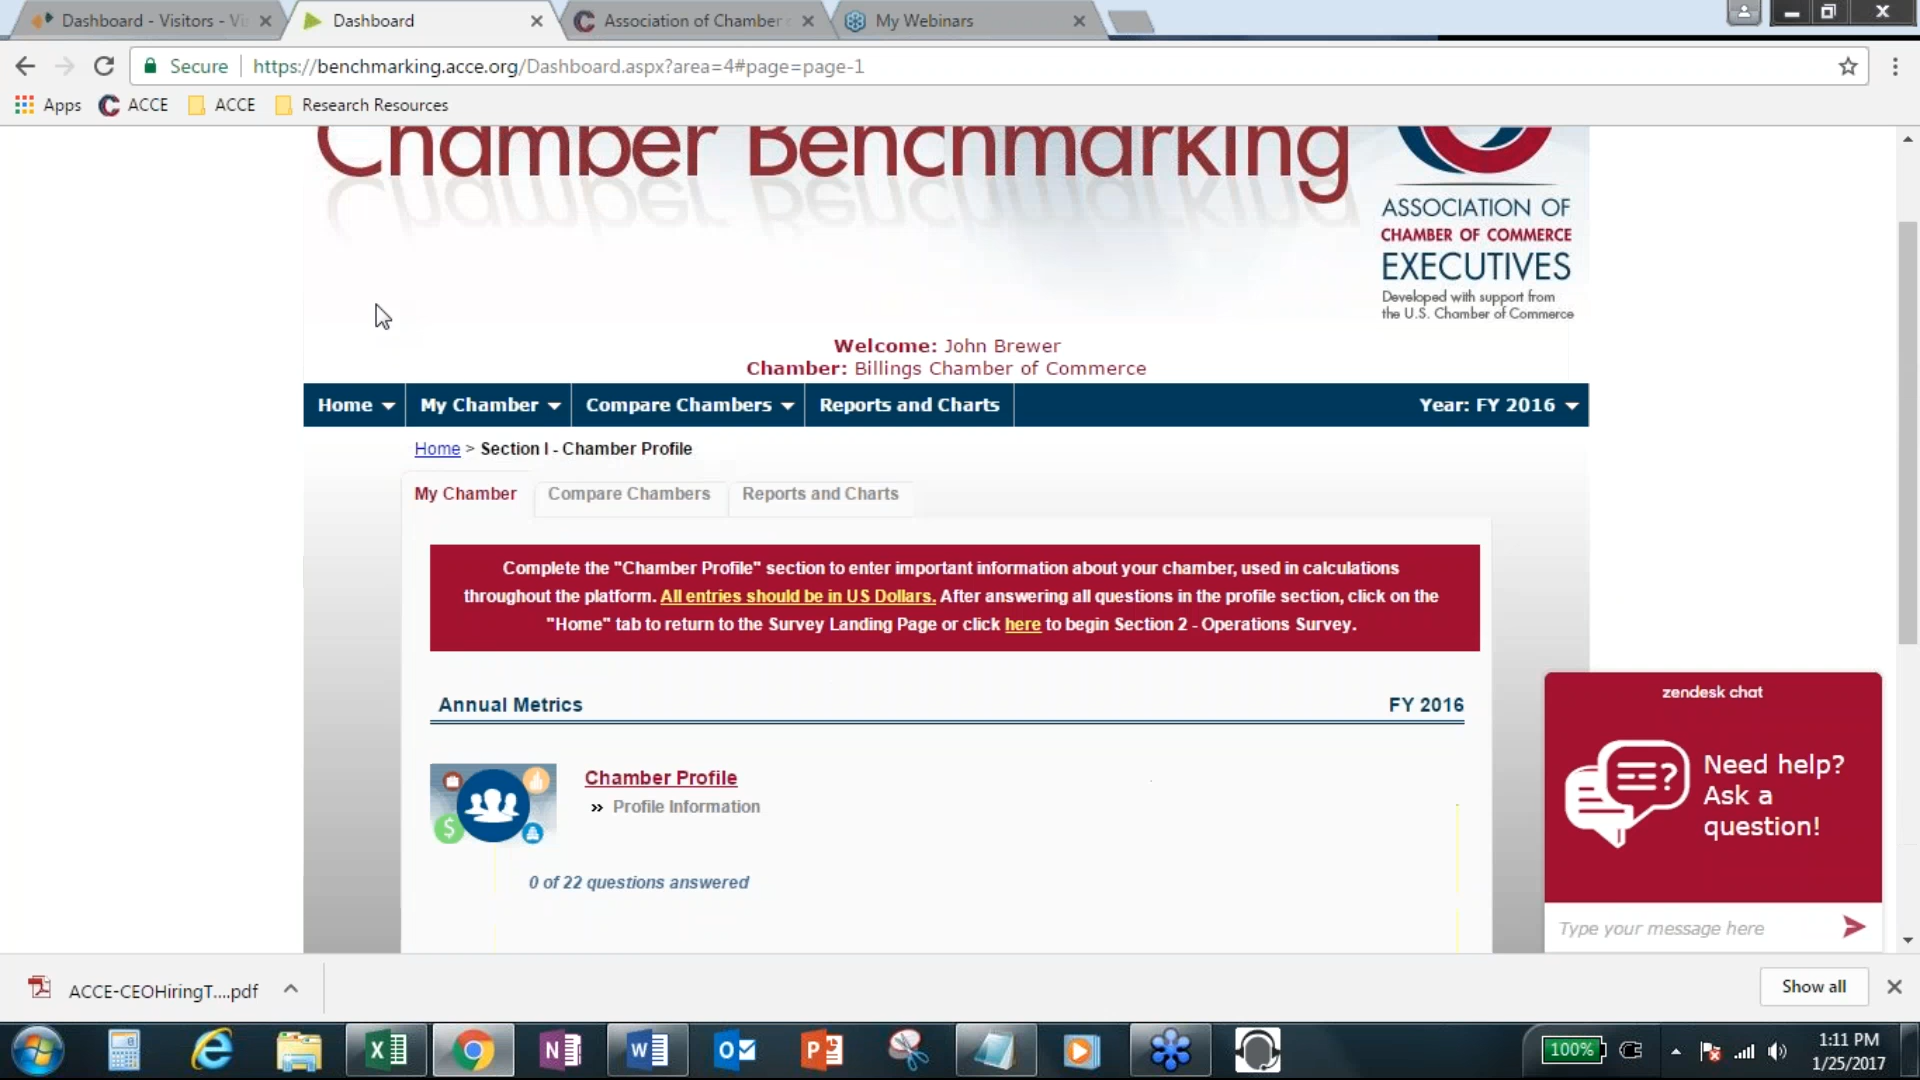 Dashboard - Visitors - Vi
Dashboard
Association of Chamber
My Webinars
Secure
https://benchmarking.acce.org/Dashboard.aspx?area=4#page=page-1
Apps
ACCE
ACCE
Research Resources
Chamber Benchmarking
ASSOCIATION OF
CHAMBER OF COMMERCE
EXECUTIVES
Developed with support from
the U.S. Chamber of Commerce
Welcome: John Brewer
Chamber: Billings Chamber of Commerce
Home
My Chamber
Compare Chambers
Reports and Charts
Year: FY 2016
Home > Section I - Chamber Profile
My Chamber
Compare Chambers
Reports and Charts
Complete the "Chamber Profile" section to enter important information about your chamber, used in calculations
throughout the platform. All entries should be in US Dollars. After answering all questions in the profile section, click on the
"Home" tab to return to the Survey Landing Page or click here to begin Section 2 - Operations Survey.
Annual Metrics
FY 2016
Chamber Profile
» Profile Information
0 of 22 questions answered
zendesk chat
Need help?
Ask a
question!
Type your message here
ACCE-CEOHiringT....pdf
Show all
100%
1:11 PM
1/25/2017